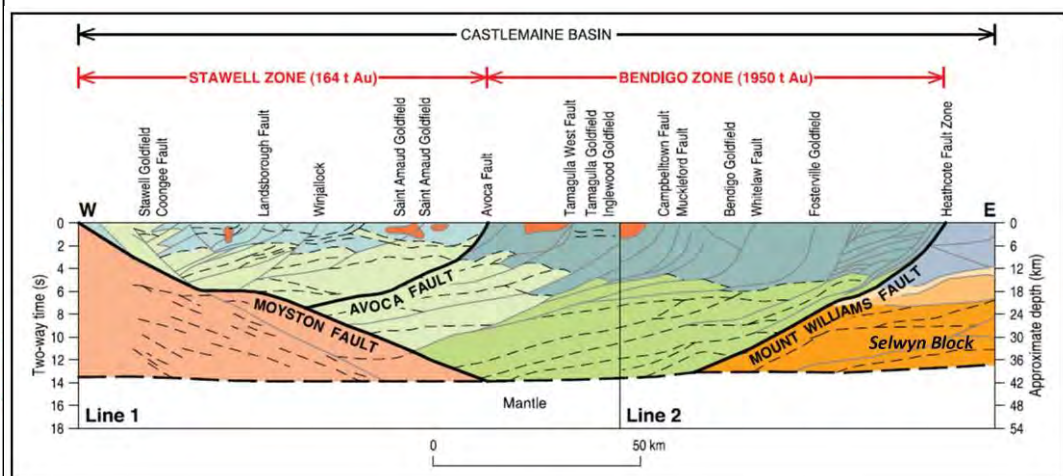 CASTLEMAINE BASIN
STAWELL ZONE (164 t Au)
BENDIGO ZONE (1950 t Au)
Stawell Goldfield
Coongee Fault
Landsborough Fault
Winjallock
Saint Arnaud Goldfield
Saint Arnaud Goldfield
Avoca Fault
Tamagulla West Fault
Tamagulla Goldfield
Inglewood Goldfield
Campbelltown Fault
Muckleford Fault
Bendigo Goldfield
Whitelaw Fault
Fosterville Goldfield
Heathcote Fault Zone
W
E
0
2
4
6
8
10
12
14
16
18
Two-way time (s)
0
6
12
18
24
30
36
42
48
54
Approximate depth (km)
MOYSTON FAULT
AVOCA FAULT
MOUNT WILLIAMS FAULT
Selwyn Block
Mantle
Line 1
Line 2
0
50 km